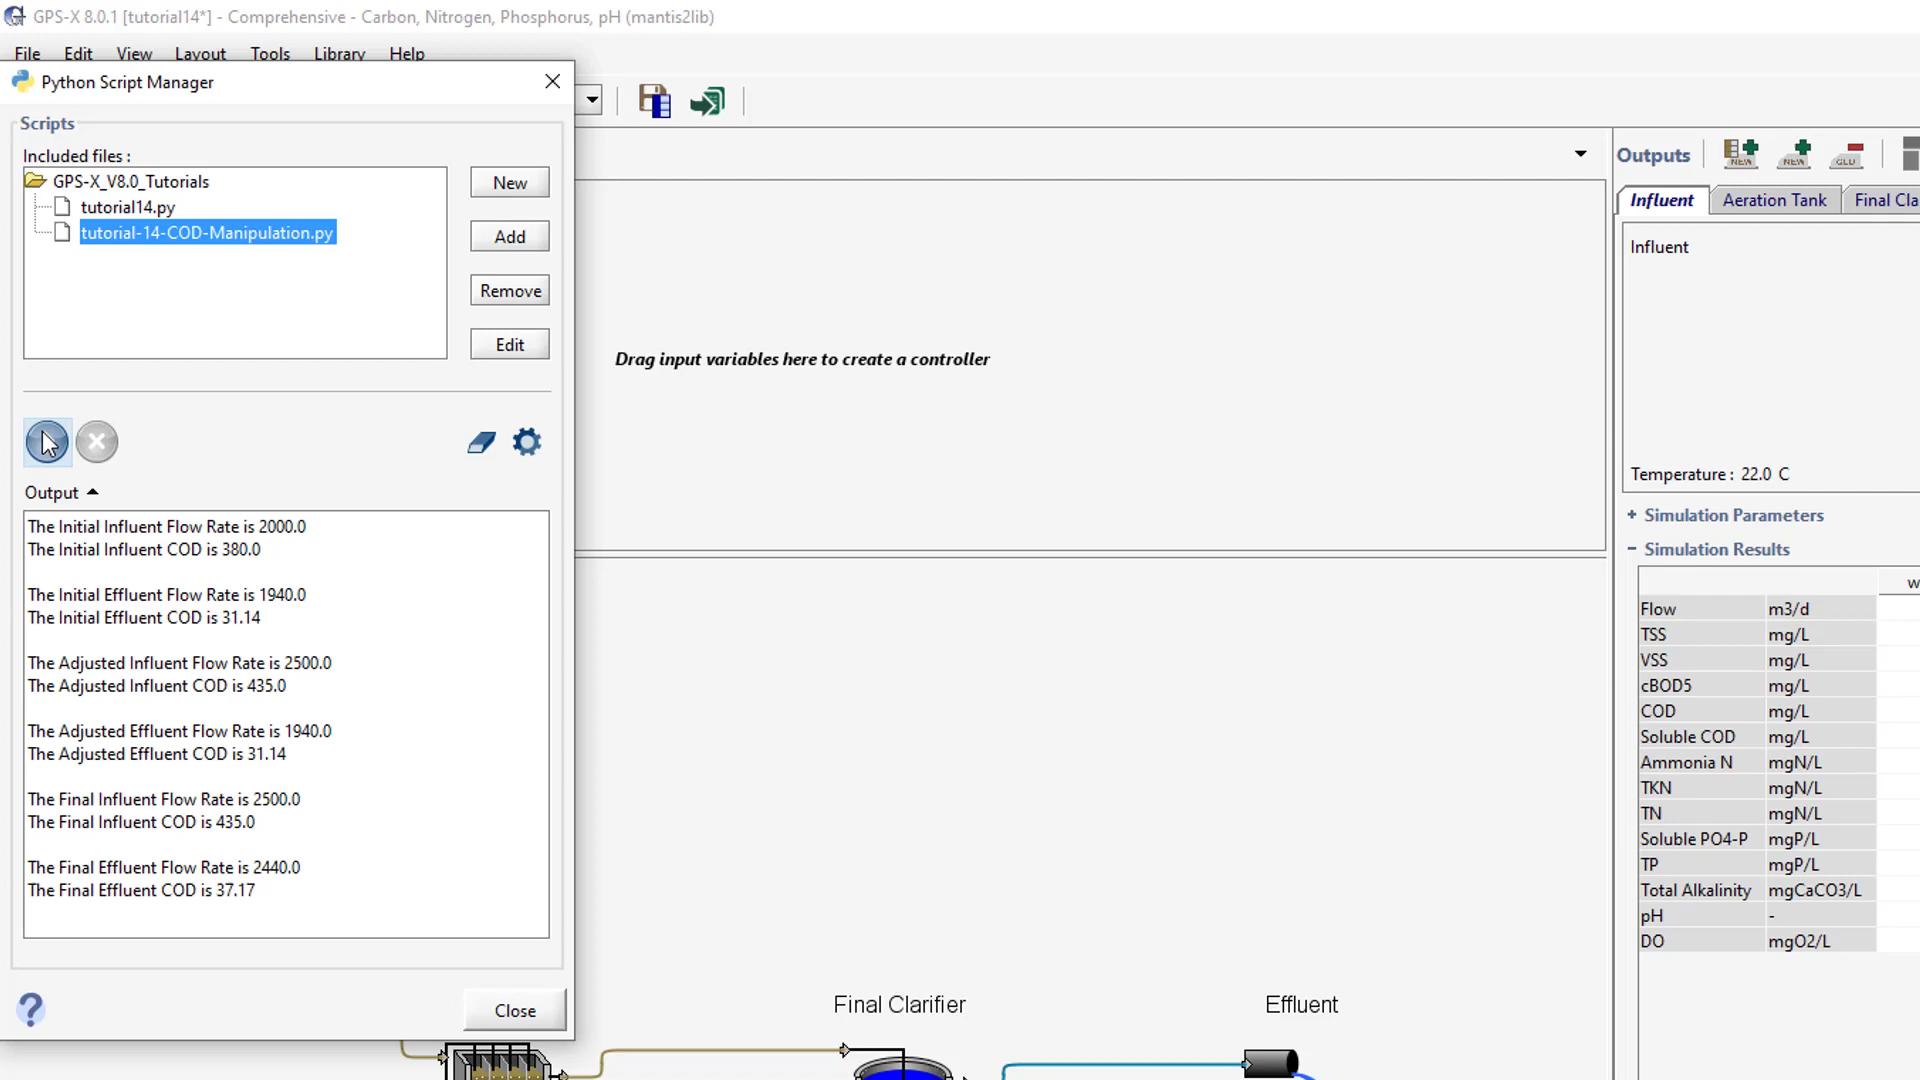 GPS-X 8.0.1 [tutorial14*] - Comprehensive - Carbon, Nitrogen, Phosphorus, pH (mantis2lib)
File Edit View Layout Tools Library Help
Python Script Manager
Scripts
Included files :
GPS-X_V8.0_Tutorials
tutorial14.py
tutorial-14-COD-Manipulation.py
New
Add
Remove
Edit
Output
The Initial Influent Flow Rate is 2000.0
The Initial Influent COD is 380.0
The Initial Effluent Flow Rate is 1940.0
The Initial Effluent COD is 31.14
The Adjusted Influent Flow Rate is 2500.0
The Adjusted Influent COD is 435.0
The Adjusted Effluent Flow Rate is 1940.0
The Adjusted Effluent COD is 31.14
The Final Influent Flow Rate is 2500.0
The Final Influent COD is 435.0
The Final Effluent Flow Rate is 2440.0
The Final Effluent COD is 37.17
?
Close
Drag input variables here to create a controller
Final Clarifier
Effluent
Outputs
NEW
NEW
Influent Aeration Tank Final Cla
Influent
Temperature : 22.0 C
+ Simulation Parameters
- Simulation Results
w
Flow m3/d
TSS mg/L
VSS mg/L
cBOD5 mg/L
COD mg/L
Soluble COD mg/L
Ammonia N mgN/L
TKN mgN/L
TN mgN/L
Soluble PO4-P mgP/L
TP mgP/L
Total Alkalinity mgCaCO3/L
pH -
DO mgO2/L